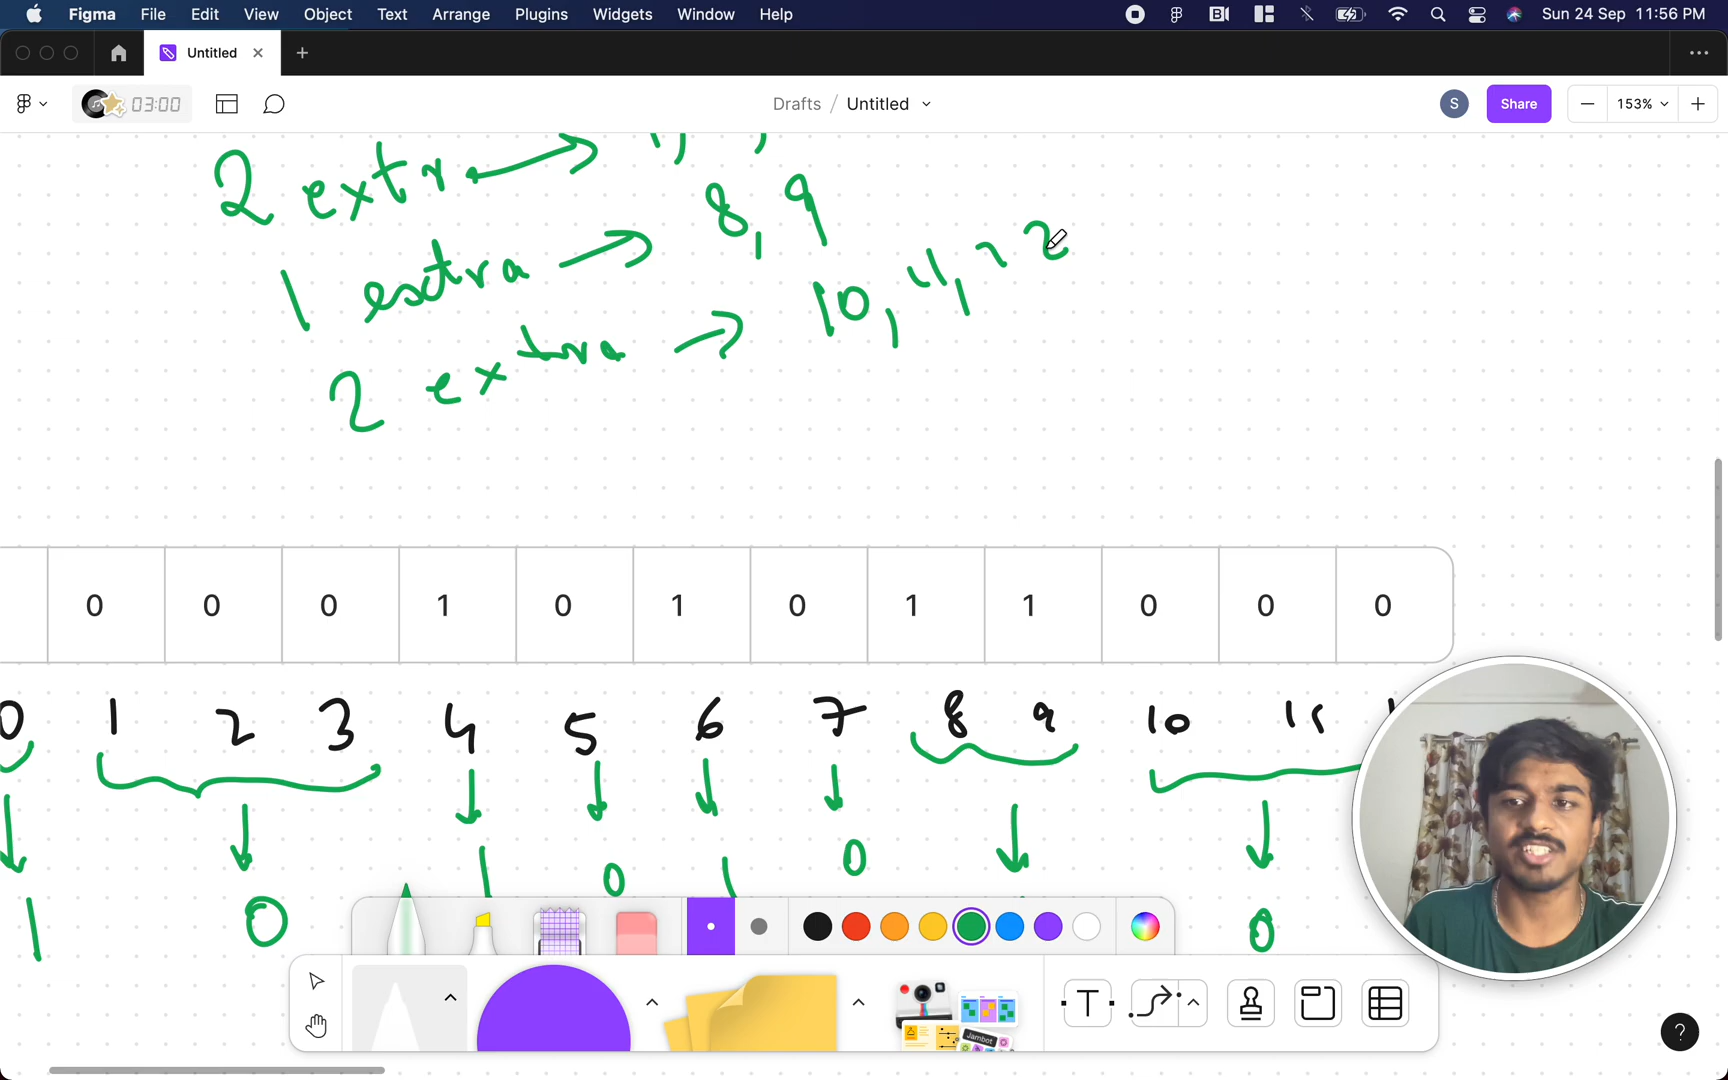 Figma File Edit View Object Text Arrange Plugins Widgets Window Help Sun 24 Sep 11:56 PM
Untitled
03:00 Drafts / Untitled S Share 153%
2 extra
8, 9
1 extra
10, 11, 12
2 extra
0 0 0 1 0 1 0 1 1 0 0 0
0 1 2 3 4 5 6 7 8 9 10 11
1 0 1 0 1 0 0
T
Jambot
?